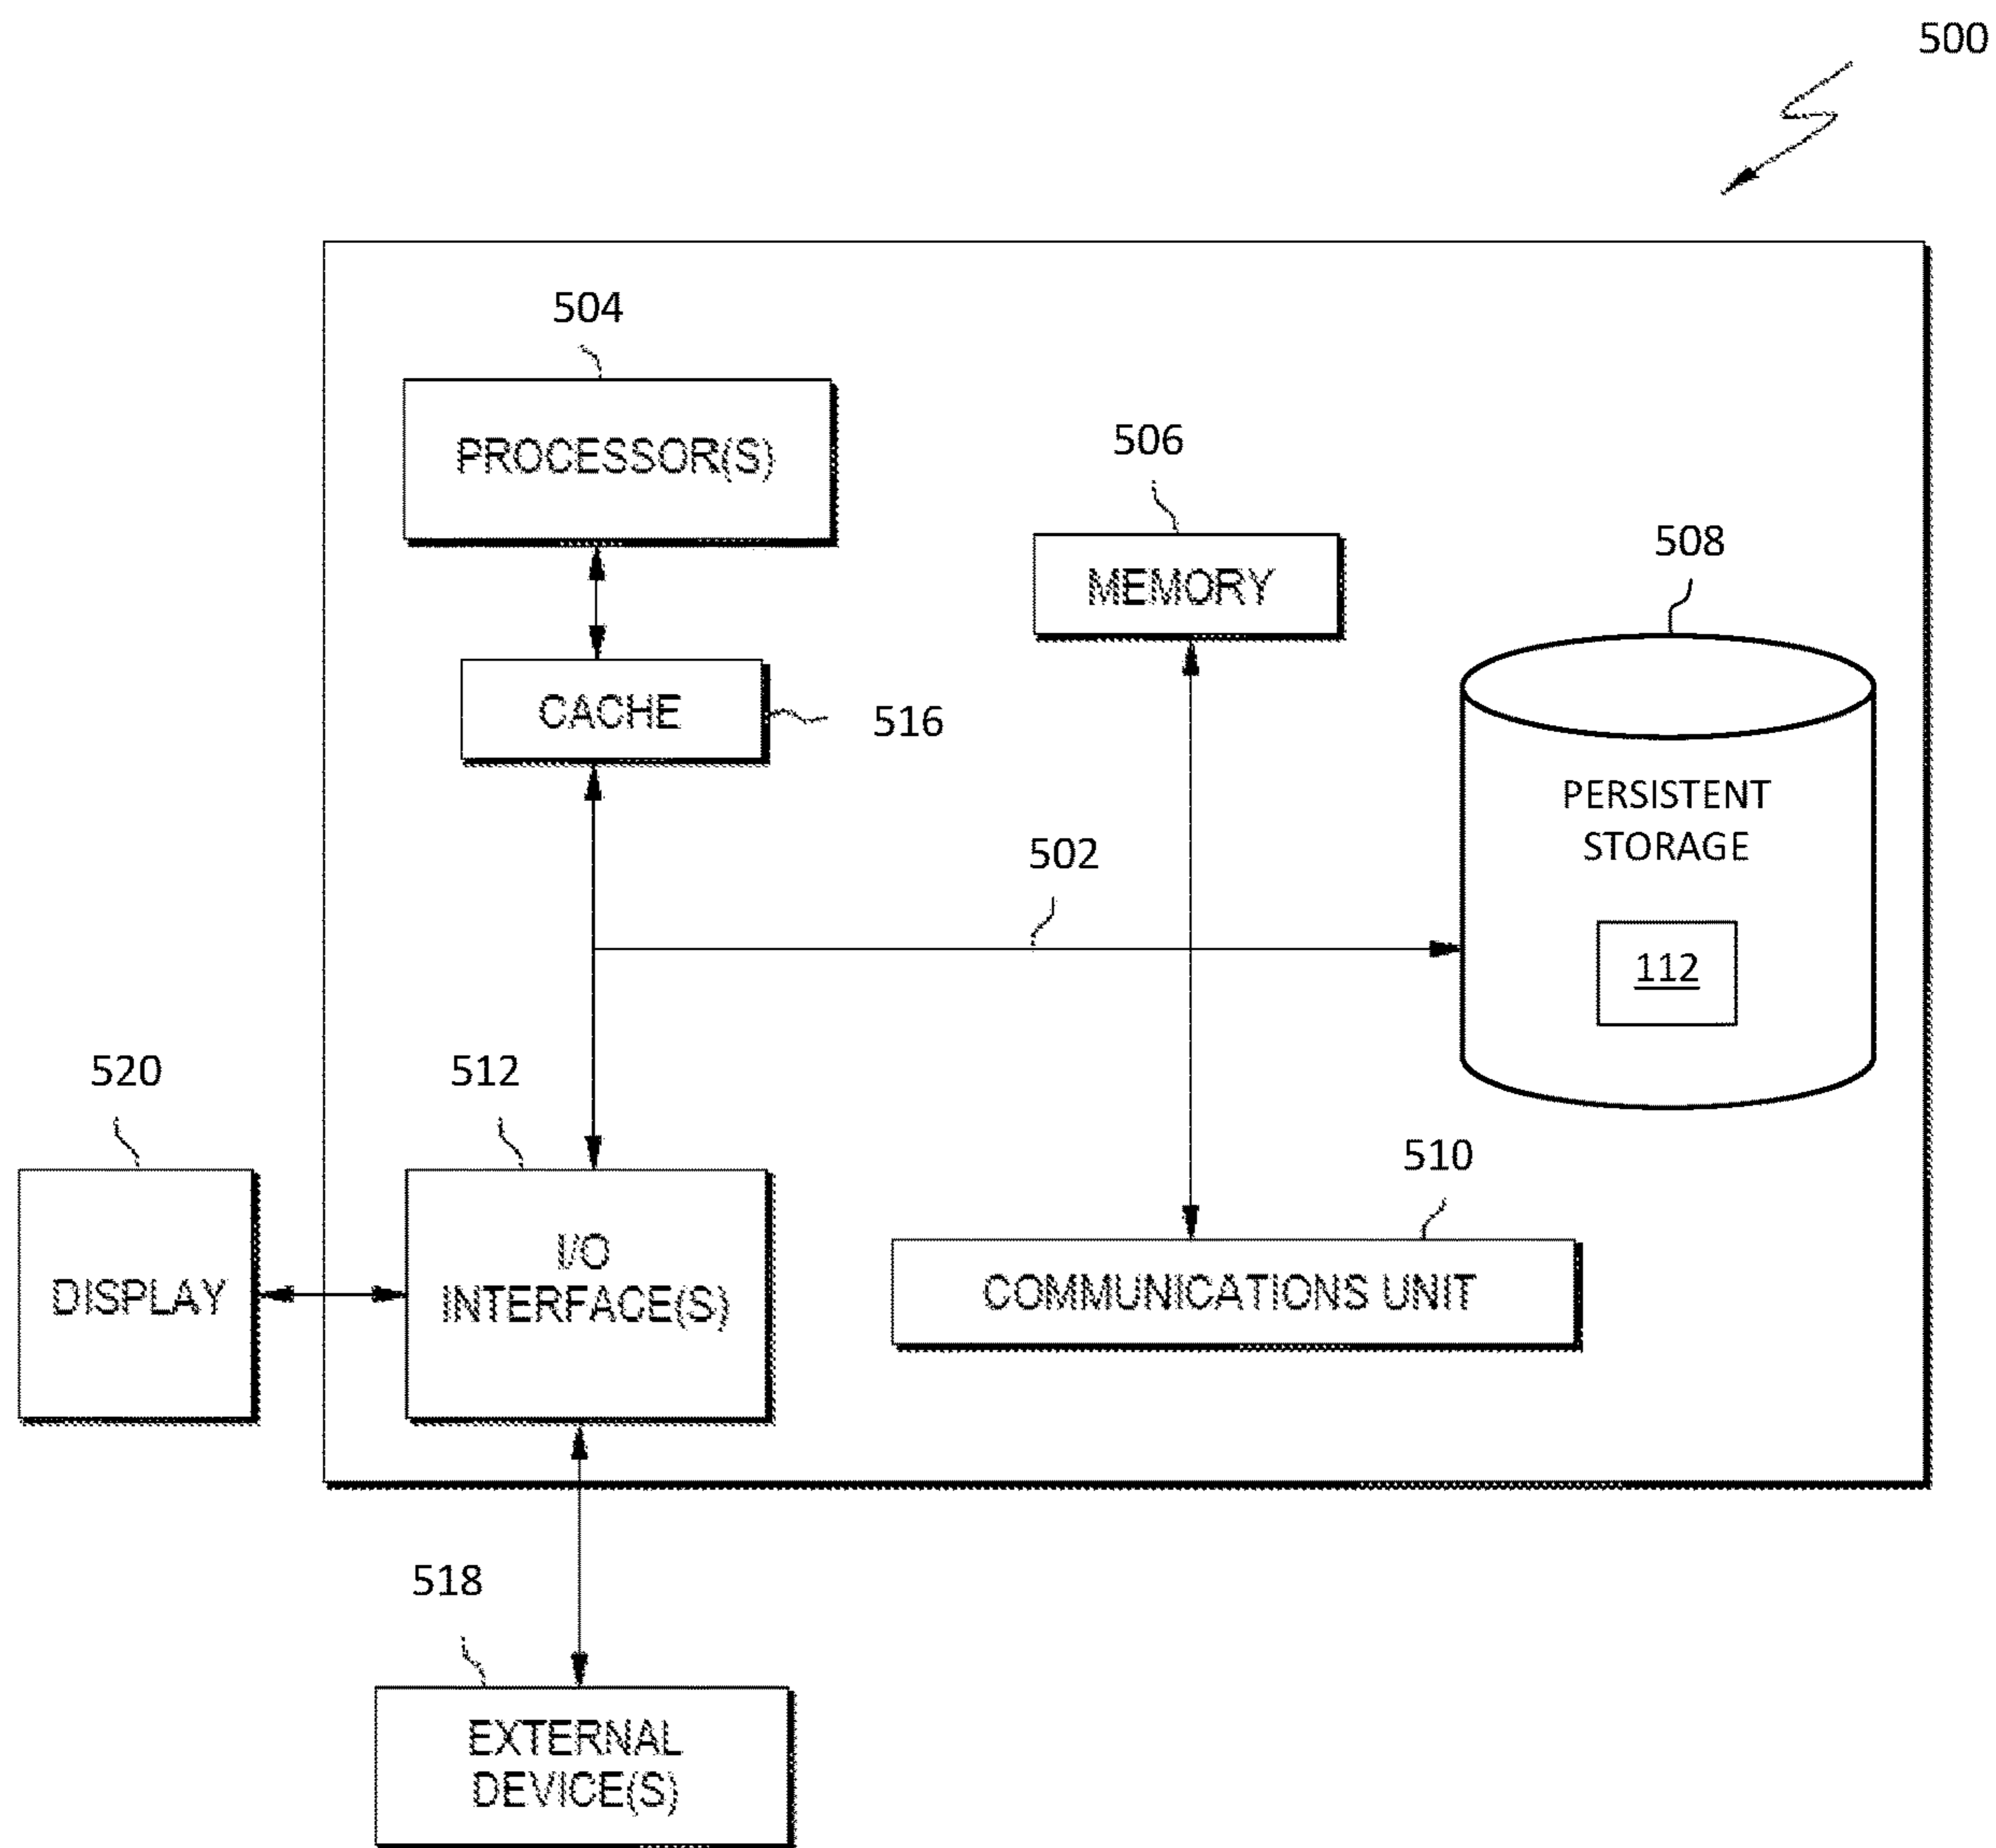 500
504
PROCESSOR(S)
506
MEMORY
508
CACHE
516
PERSISTENT
STORAGE
502
112
520
512
510
DISPLAY
I/O
INTERFACE(S)
COMMUNICATIONS UNIT
518
EXTERNAL
DEVICE(S)